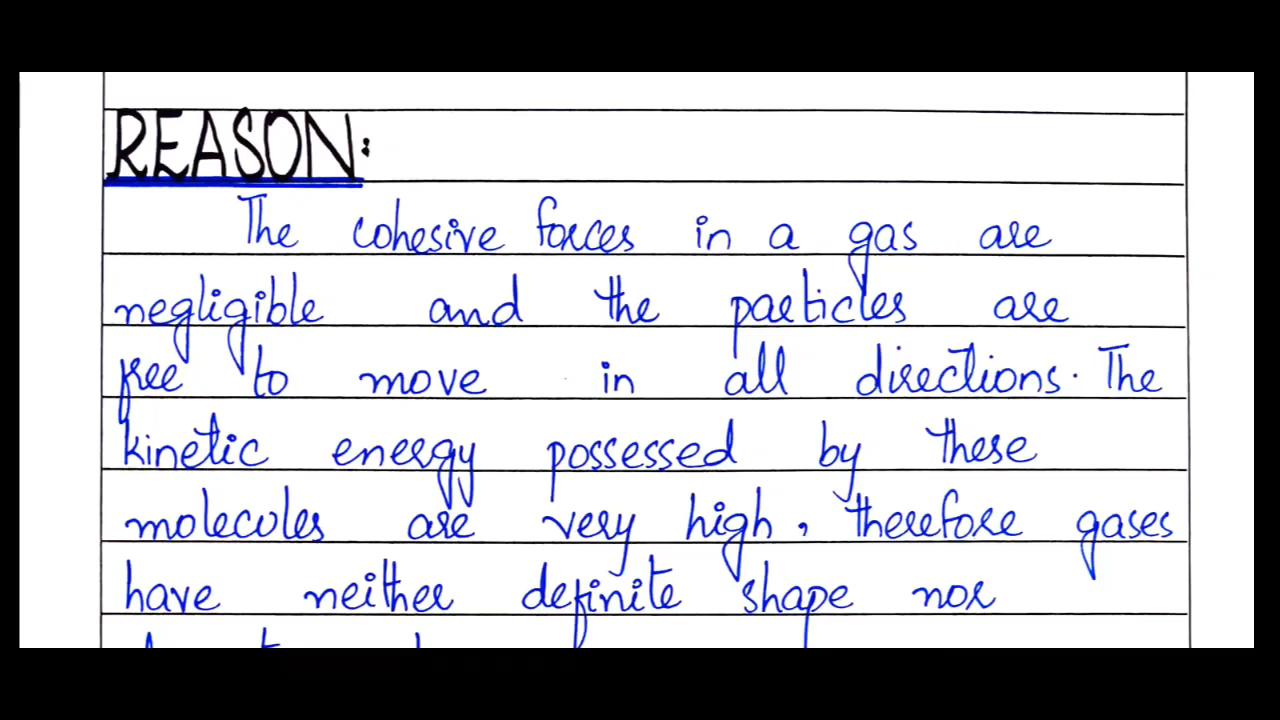 REASON:
The cohesive forces in a gas are
negligible and the particles are
free to move in all directions. The
kinetic energy possessed by these
molecules are very high, therefore gases
have neither definite shape nor